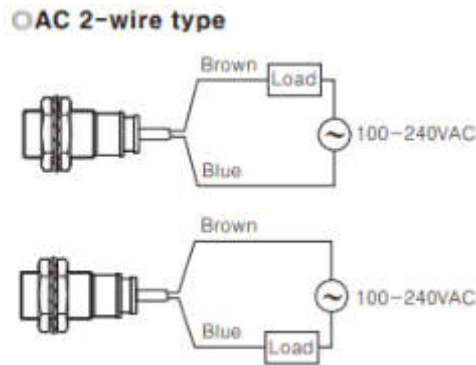 AC 2-wire type
Brown
Load
100-240VAC
Blue
Brown
100-240VAC
Blue
Load